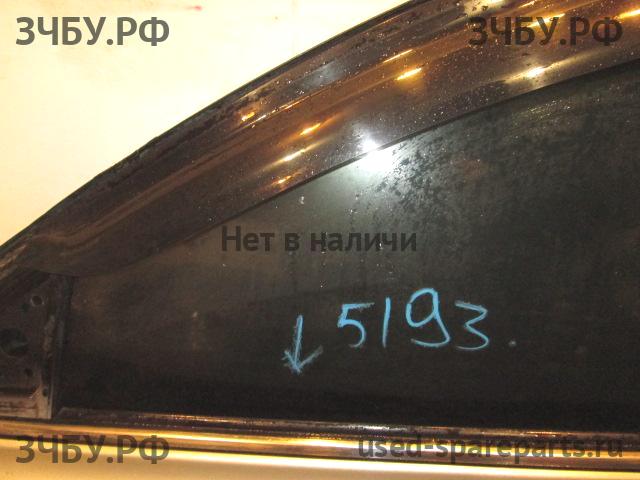 ЗЧБУ.РФ ЗЧБУ.РФ
Нет в наличи
↓ 5193.
ЗЧБУ.РФ used-spareparts.ru